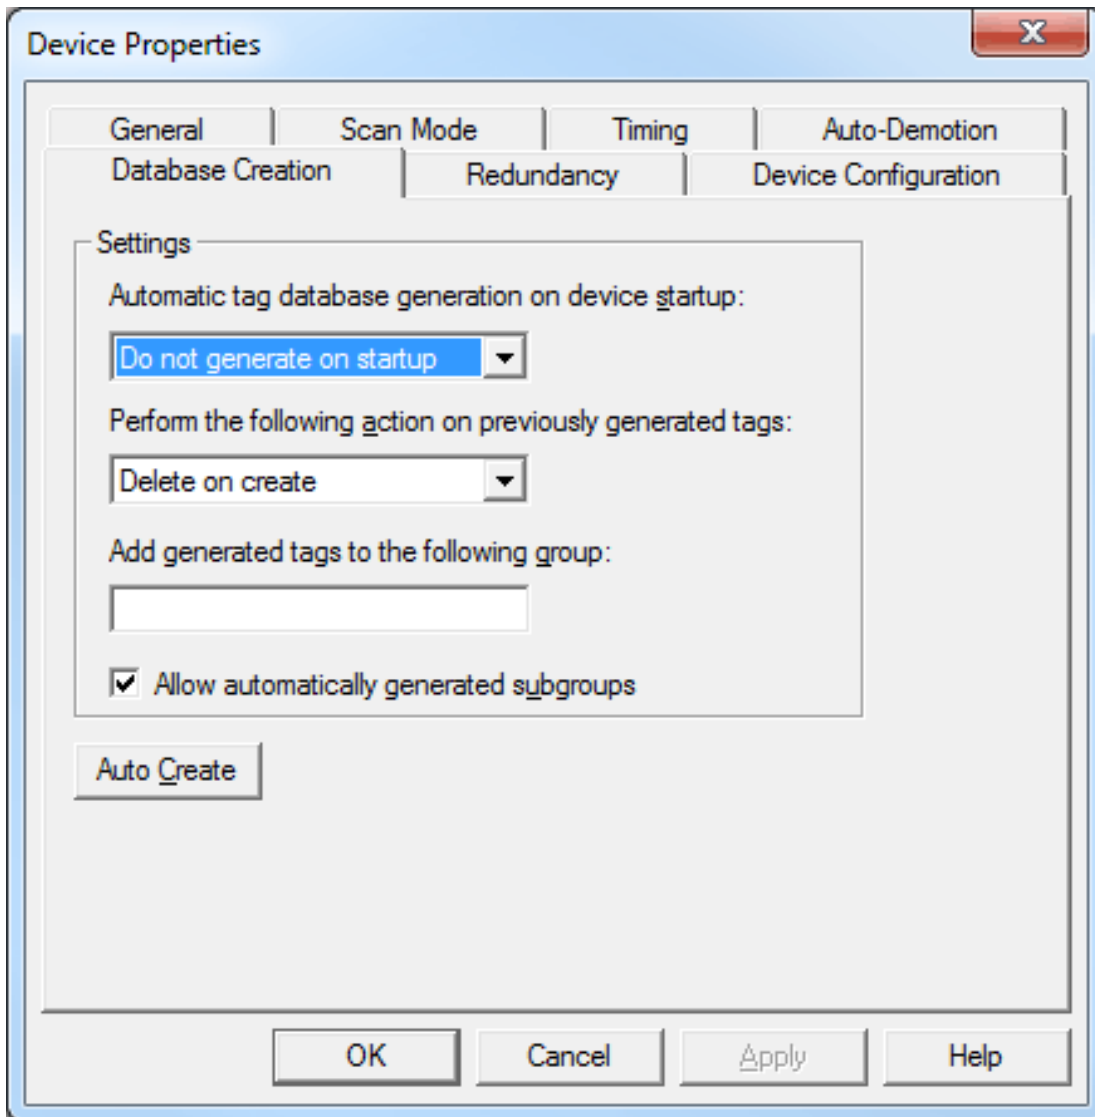 Device Properties
General Scan Mode Timing Auto-Demotion
Database Creation Redundancy Device Configuration
Settings
Automatic tag database generation on device startup:
Do not generate on startup
Perform the following action on previously generated tags:
Delete on create
Add generated tags to the following group:
Allow automatically generated subgroups
Auto Create
OK Cancel Apply Help